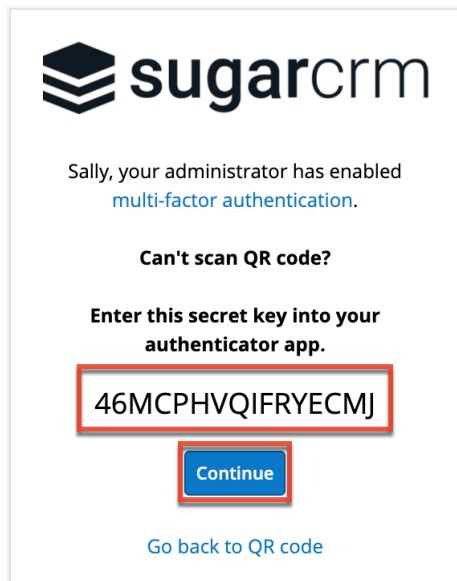 sugarcrm
Sally, your administrator has enabled
multi-factor authentication.
Can't scan QR code?
Enter this secret key into your
authenticator app.
46MCPHVQIFRYECMJ
Continue
Go back to QR code